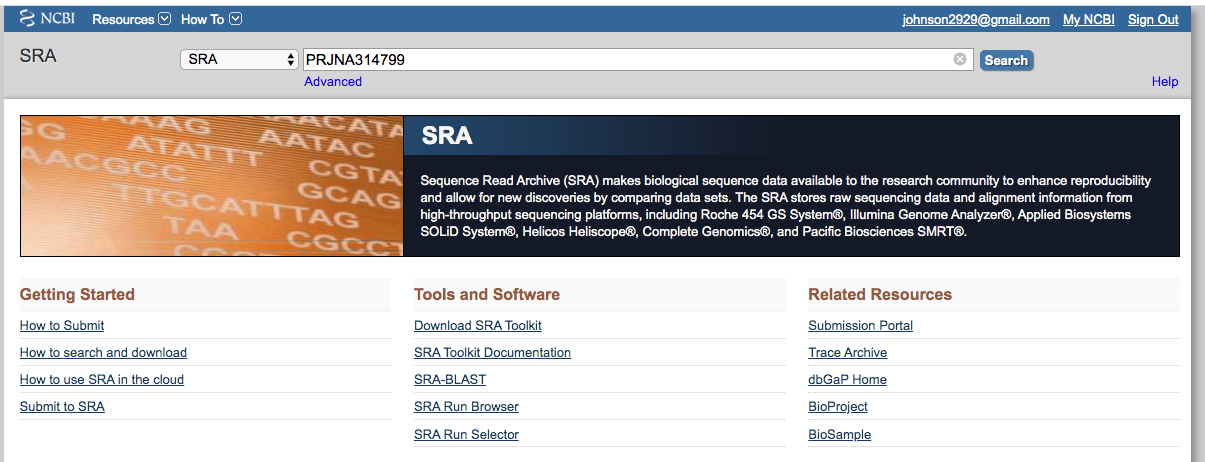 NCBI Resources How To johnson2929@gmail.com My NCBI Sign Out
SRA SRA PRJNA314799 Search
Advanced Help
AAAG ACATA
GG ATATTT AATAC
AACGCC CGTA
TTGCATTTAG GCAG
TAA CGCCT
SRA
Sequence Read Archive (SRA) makes biological sequence data available to the research community to enhance reproducibility
and allow for new discoveries by comparing data sets. The SRA stores raw sequencing data and alignment information from
high-throughput sequencing platforms, including Roche 454 GS System®, Illumina Genome Analyzer®, Applied Biosystems
SOLiD System®, Helicos Heliscope®, Complete Genomics®, and Pacific Biosciences SMRT®.
Getting Started
How to Submit
How to search and download
How to use SRA in the cloud
Submit to SRA
Tools and Software
Download SRA Toolkit
SRA Toolkit Documentation
SRA-BLAST
SRA Run Browser
SRA Run Selector
Related Resources
Submission Portal
Trace Archive
dbGaP Home
BioProject
BioSample